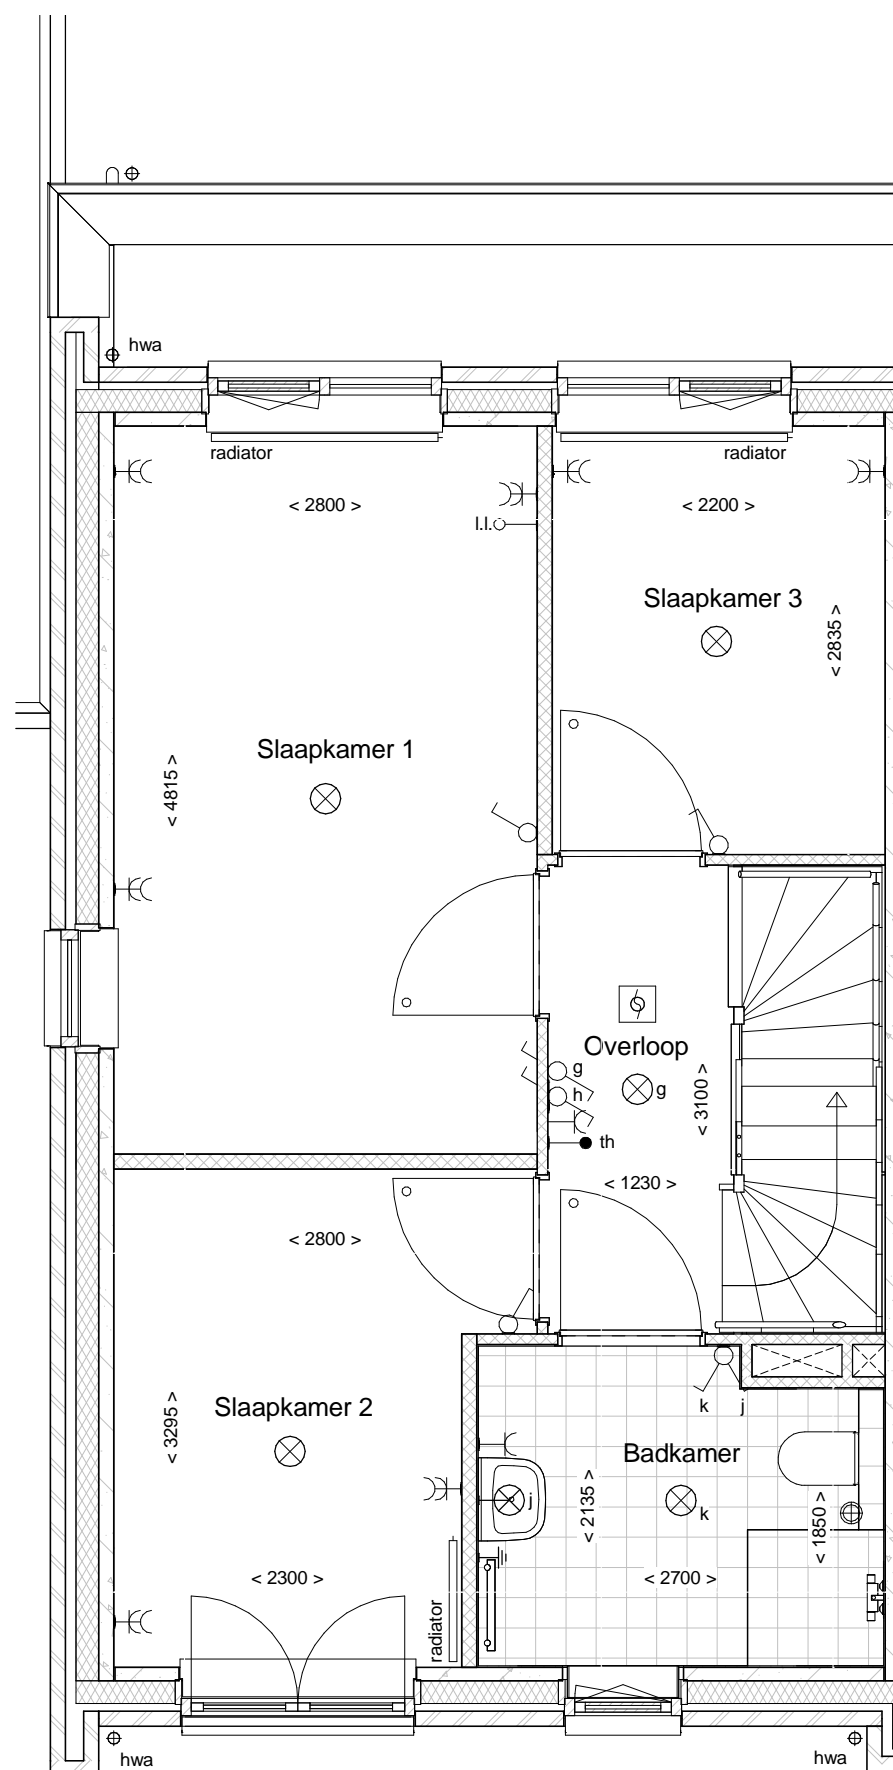 hwa
radiator
radiator
< 2800 >
< 2200 >
l.l.
Slaapkamer 3
< 2835 >
Slaapkamer 1
< 4815 >
Overloop
g
h
g
< 3100 >
th
< 1230 >
< 2800 >
Slaapkamer 2
k
j
< 3295 >
Badkamer
j
< 2135 >
k
< 1850 >
< 2300 >
< 2700 >
radiator
hwa
hwa